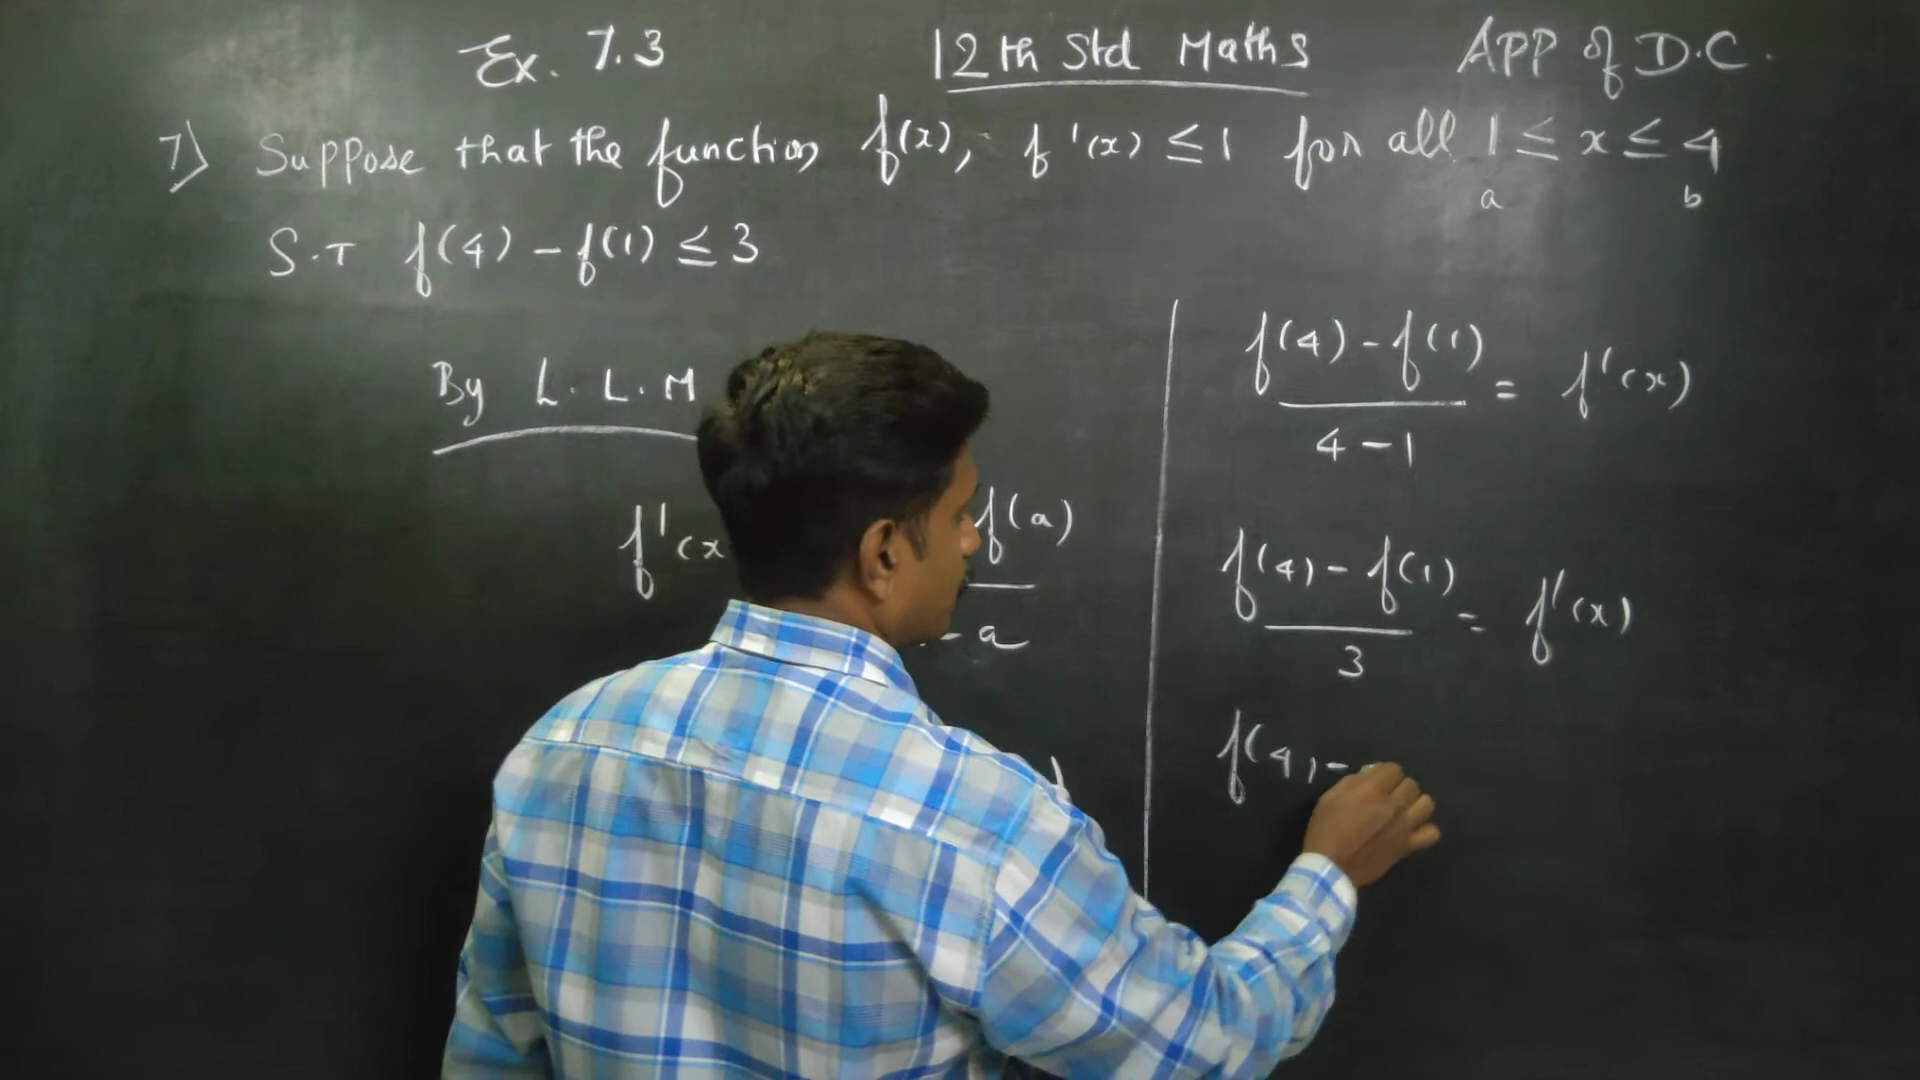 Ex. 7.3
12th Std Maths
APP of D.C.
7) Suppose that the function f(x), f'(x) ≤ 1 for all 1 ≤ x ≤ 4
a b
S.T f(4) - f(1) ≤ 3
By L. L. M
f'(x
f(a)
- a
)
f(4) - f(1)
= f'(x)
4 - 1
f(4) - f(1)
= f'(x)
3
f(4) -